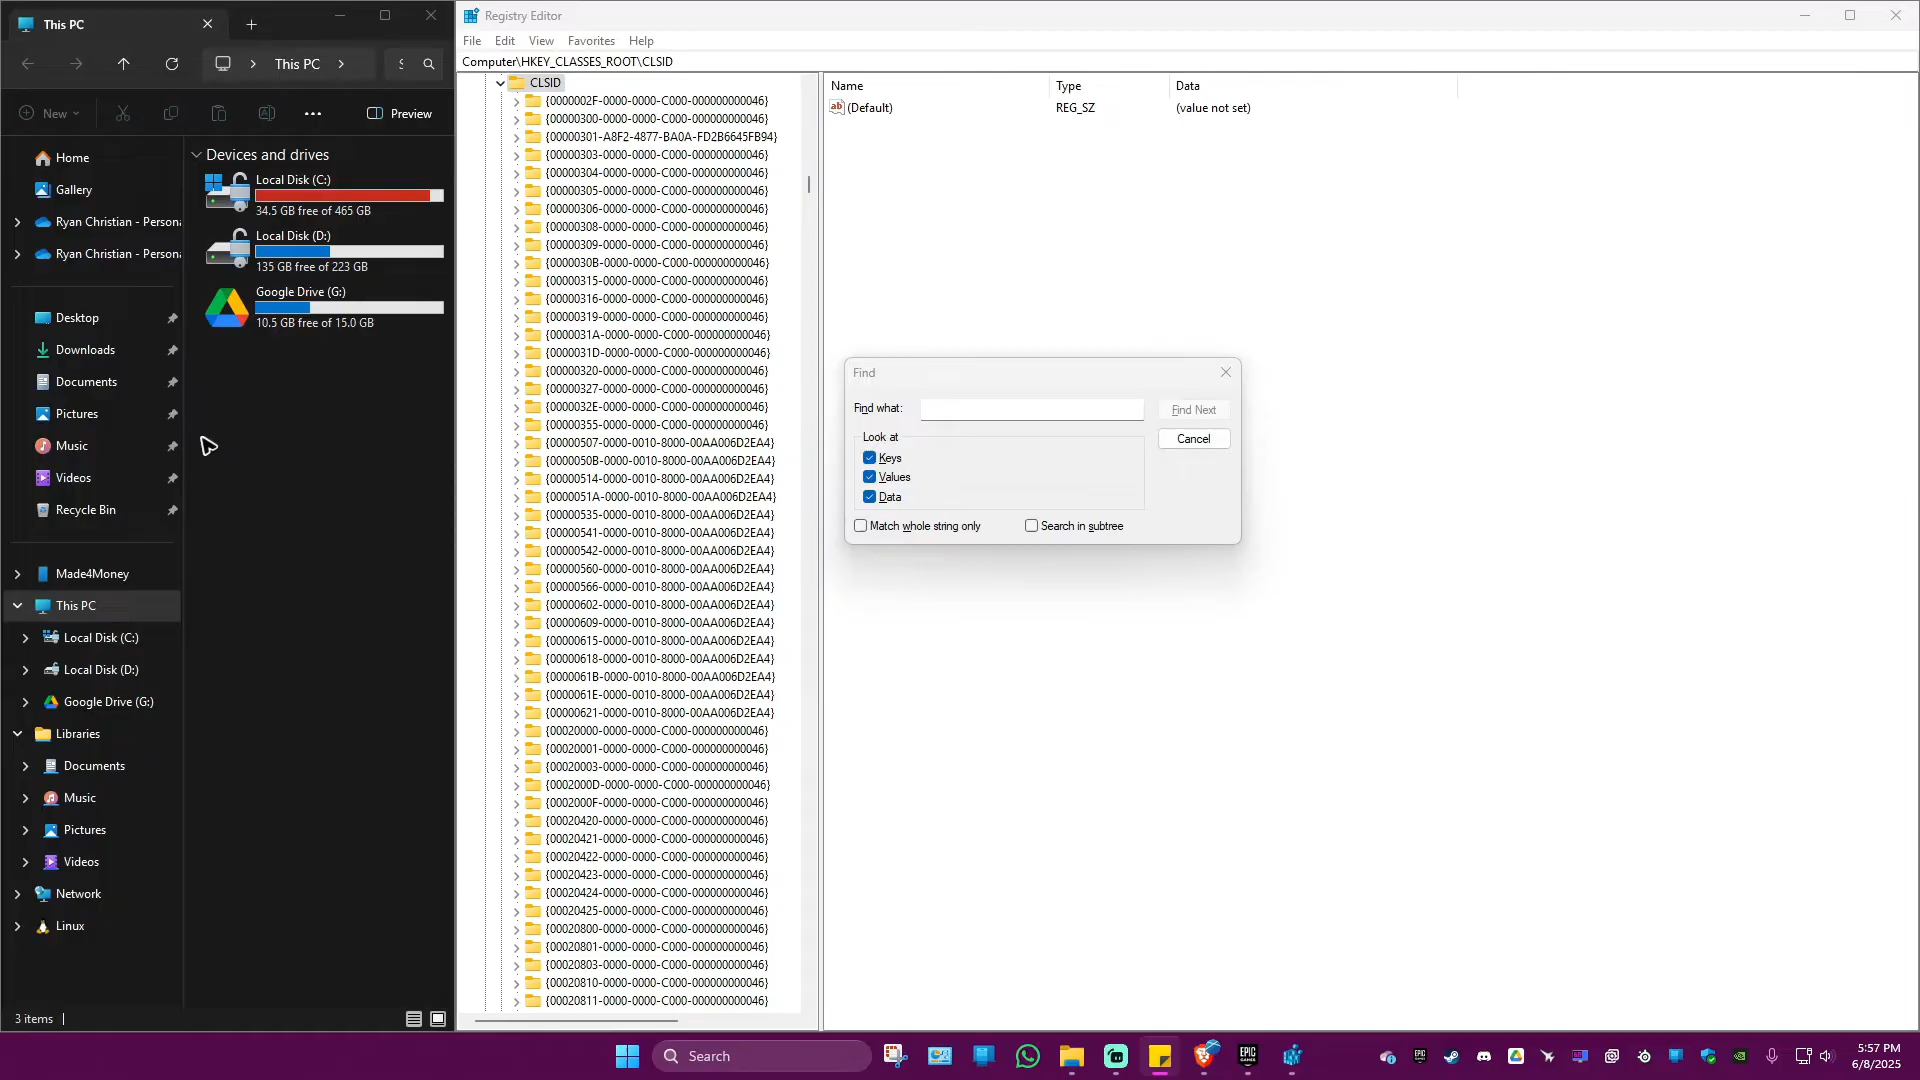 This PC
Registry Editor
File Edit View Favorites Help
This PC
Computer\HKEY_CLASSES_ROOT\CLSID
New
Preview
Home
Gallery
Ryan Christian - Persona
Ryan Christian - Persona
Desktop
Downloads
Documents
Pictures
Music
Videos
Recycle Bin
Made4Money
This PC
Local Disk (C:)
Local Disk (D:)
Google Drive (G:)
Libraries
Documents
Music
Pictures
Videos
Network
Linux
3 items
Devices and drives
Local Disk (C:)
34.5 GB free of 465 GB
Local Disk (D:)
135 GB free of 223 GB
Google Drive (G:)
10.5 GB free of 15.0 GB
CLSID
{0000002F-0000-0000-C000-000000000046}
{00000300-0000-0000-C000-000000000046}
{00000301-A8F2-4877-BA0A-FD2B6645FB94}
{00000303-0000-0000-C000-000000000046}
{00000304-0000-0000-C000-000000000046}
{00000305-0000-0000-C000-000000000046}
{00000306-0000-0000-C000-000000000046}
{00000308-0000-0000-C000-000000000046}
{00000309-0000-0000-C000-000000000046}
{0000030B-0000-0000-C000-000000000046}
{00000315-0000-0000-C000-000000000046}
{00000316-0000-0000-C000-000000000046}
{00000319-0000-0000-C000-000000000046}
{0000031A-0000-0000-C000-000000000046}
{0000031D-0000-0000-C000-000000000046}
{00000320-0000-0000-C000-000000000046}
{00000327-0000-0000-C000-000000000046}
{0000032E-0000-0000-C000-000000000046}
{00000355-0000-0000-C000-000000000046}
{00000507-0000-0010-8000-00AA006D2EA4}
{0000050B-0000-0010-8000-00AA006D2EA4}
{00000514-0000-0010-8000-00AA006D2EA4}
{0000051A-0000-0010-8000-00AA006D2EA4}
{00000535-0000-0010-8000-00AA006D2EA4}
{00000541-0000-0010-8000-00AA006D2EA4}
{00000542-0000-0010-8000-00AA006D2EA4}
{00000560-0000-0010-8000-00AA006D2EA4}
{00000566-0000-0010-8000-00AA006D2EA4}
{00000602-0000-0010-8000-00AA006D2EA4}
{00000609-0000-0010-8000-00AA006D2EA4}
{00000615-0000-0010-8000-00AA006D2EA4}
{00000618-0000-0010-8000-00AA006D2EA4}
{0000061B-0000-0010-8000-00AA006D2EA4}
{0000061E-0000-0010-8000-00AA006D2EA4}
{00000621-0000-0010-8000-00AA006D2EA4}
{00020000-0000-0000-C000-000000000046}
{00020001-0000-0000-C000-000000000046}
{00020003-0000-0000-C000-000000000046}
{0002000D-0000-0000-C000-000000000046}
{0002000F-0000-0000-C000-000000000046}
{00020420-0000-0000-C000-000000000046}
{00020421-0000-0000-C000-000000000046}
{00020422-0000-0000-C000-000000000046}
{00020423-0000-0000-C000-000000000046}
{00020424-0000-0000-C000-000000000046}
{00020425-0000-0000-C000-000000000046}
{00020800-0000-0000-C000-000000000046}
{00020801-0000-0000-C000-000000000046}
{00020803-0000-0000-C000-000000000046}
{00020810-0000-0000-C000-000000000046}
{00020811-0000-0000-C000-000000000046}
Name Type Data
ab (Default) REG_SZ (value not set)
Find
Find what: Find Next
Look at Cancel
Keys
Values
Data
Match whole string only Search in subtree
Search
EPIC
EPIC
5:57 PM
6/8/2025